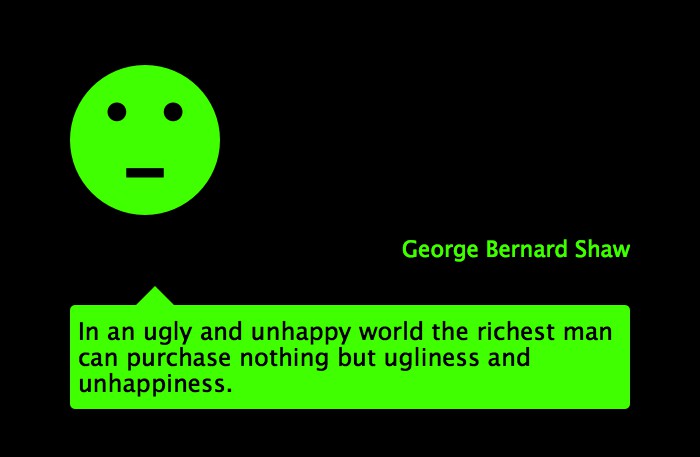 George Bernard Shaw
In an ugly and unhappy world the richest man
can purchase nothing but ugliness and
unhappiness.